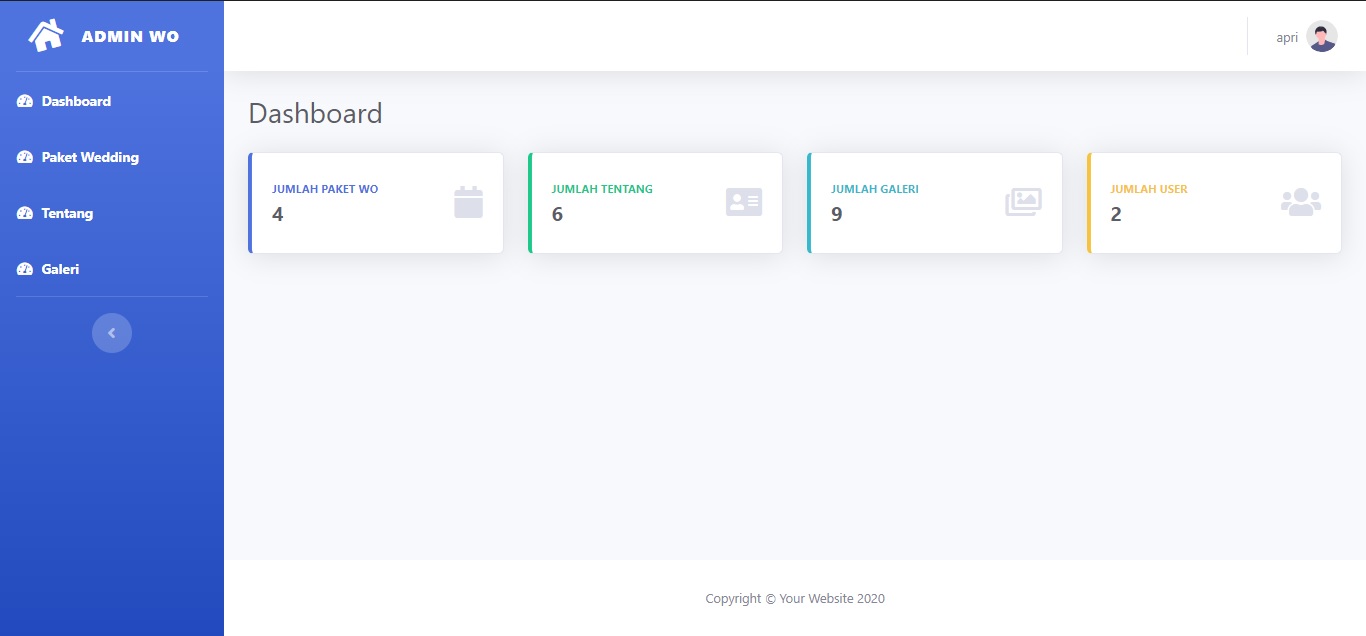 ADMIN WO
apri
Dashboard
Paket Wedding
Tentang
Galeri
Dashboard
JUMLAH PAKET WO
4
JUMLAH TENTANG
6
JUMLAH GALERI
9
JUMLAH USER
2
Copyright © Your Website 2020